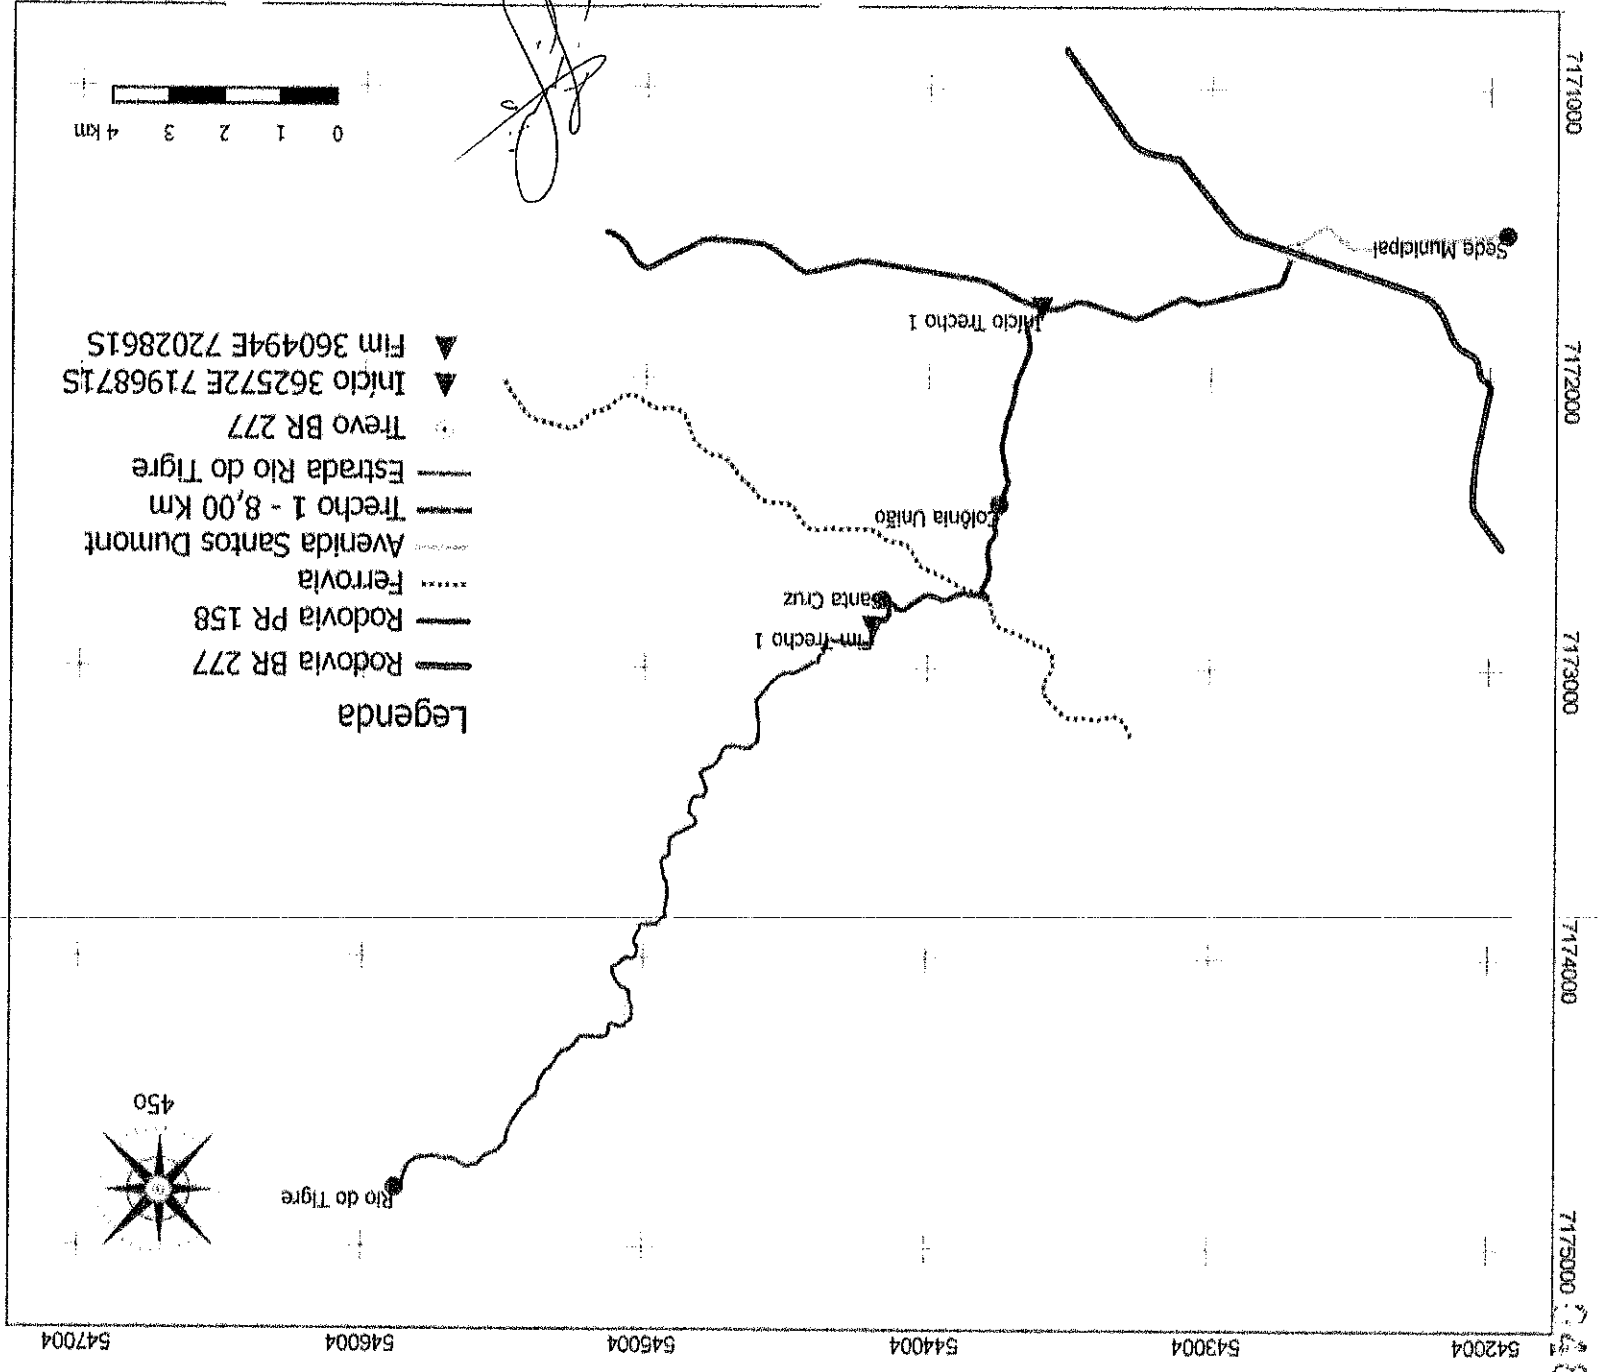 542004 543004 544004 545004 546004 547004
7175000
Rio do Tigre
45o
7174000
Legenda
Rodovia BR 277
Rodovia PR 158
Ferrovia
Avenida Santos Dumont
Trecho 1 - 8,00 Km
Estrada Rio do Tigre
Trevo BR 277
Início 362572E 7196871S
Fim 360494E 7202861S
7173000
Fim Trecho 1
Santa Cruz
Colônia União
7172000
Início Trecho 1
Sede Municipal
0 1 2 3 4 km
7171000